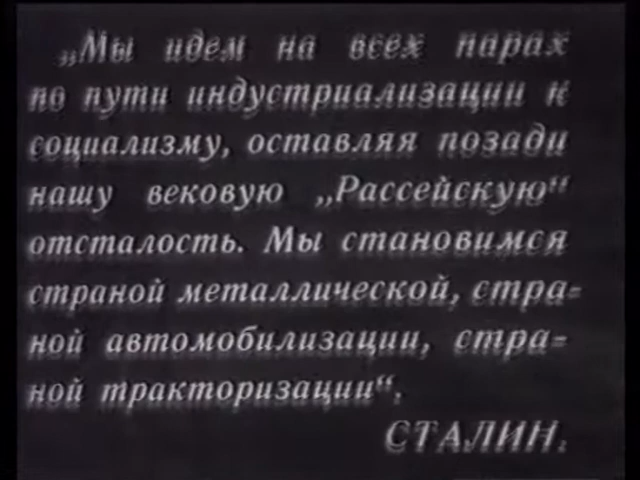 „Мы идем на всех парах
по пути индустриализации к
социализму, оставляя позади
нашу вековую „Рассейскую“
отсталость. Мы становимся
страной металлической, стра=
ной автомобилизации, стра=
ной тракторизации“.
СТАЛИН.